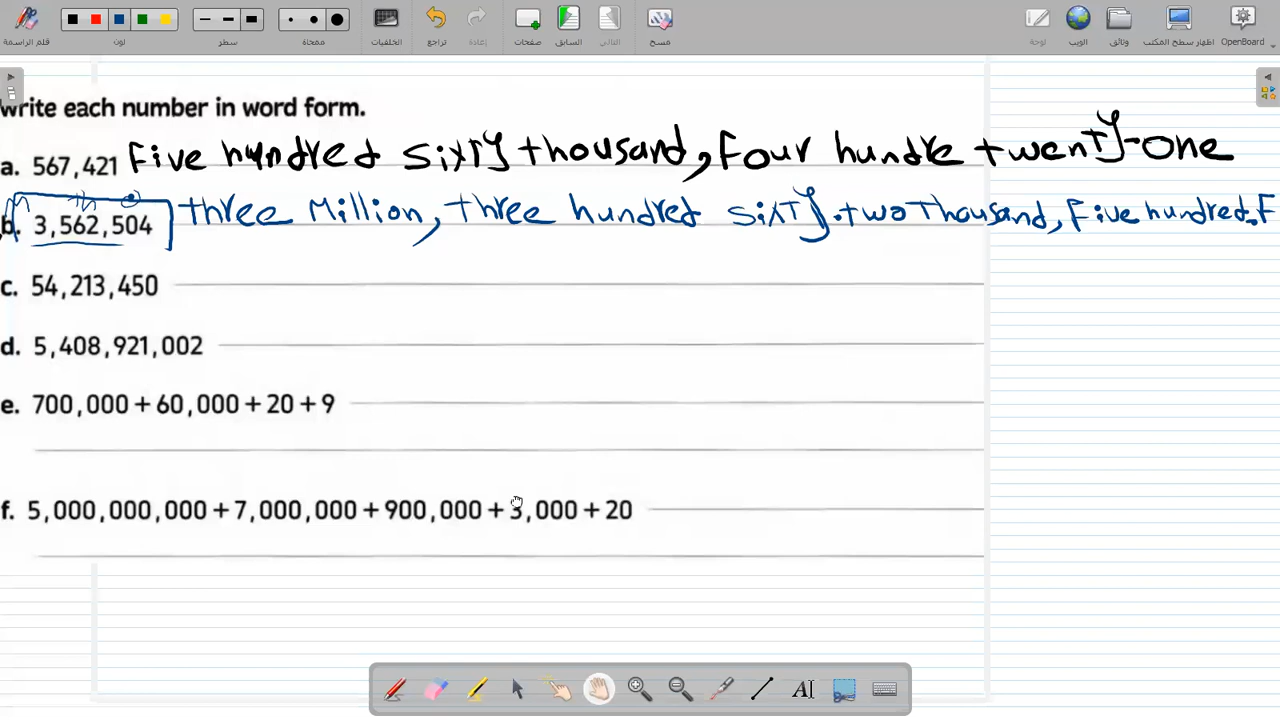 قلم الراسمة
لون
سطر
ممحاة
الخلفيات
تراجع
إعادة
صفحات
السابق
التالي
مسح
لوحة
الويب
وثائق
اظهار سطح المكتب
OpenBoard
write each number in word form.
a. 567,421 Five hundred sixty thousand, Four hundre twenty-one
m th o
b. 3,562,504 three Million, three hundred sixty-two Thousand, Five hundred, F
c. 54,213,450
d. 5,408,921,002
e. 700,000 + 60,000 + 20 + 9
f. 5,000,000,000 + 7,000,000 + 900,000 + 3,000 + 20